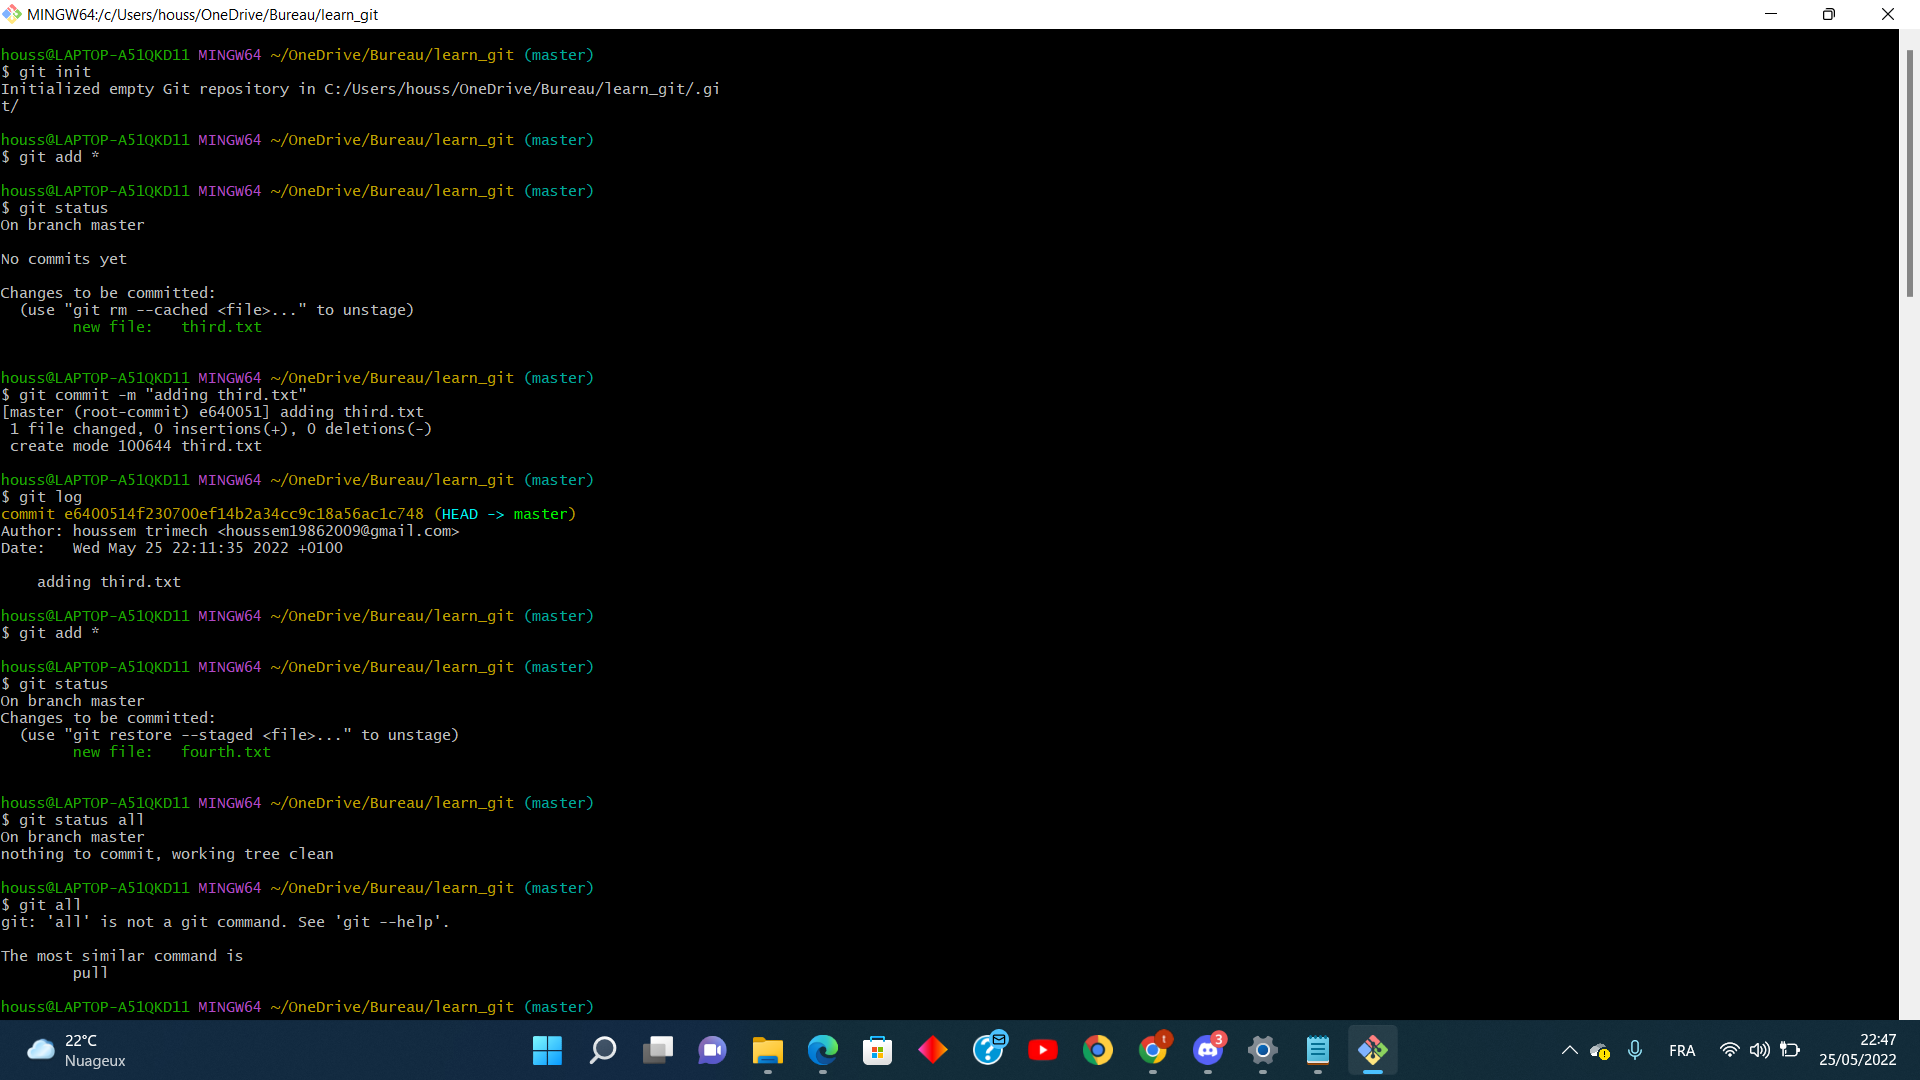 MINGW64:/c/Users/houss/OneDrive/Bureau/learn_git
houss@LAPTOP-A51QKD11 MINGW64 ~/OneDrive/Bureau/learn_git (master)
$ git init
Initialized empty Git repository in C:/Users/houss/OneDrive/Bureau/learn_git/.gi
t/
houss@LAPTOP-A51QKD11 MINGW64 ~/OneDrive/Bureau/learn_git (master)
$ git add *
houss@LAPTOP-A51QKD11 MINGW64 ~/OneDrive/Bureau/learn_git (master)
$ git status
On branch master
No commits yet
Changes to be committed:
  (use "git rm --cached <file>..." to unstage)
        new file:   third.txt
houss@LAPTOP-A51QKD11 MINGW64 ~/OneDrive/Bureau/learn_git (master)
$ git commit -m "adding third.txt"
[master (root-commit) e640051] adding third.txt
 1 file changed, 0 insertions(+), 0 deletions(-)
 create mode 100644 third.txt
houss@LAPTOP-A51QKD11 MINGW64 ~/OneDrive/Bureau/learn_git (master)
$ git log
commit e6400514f230700ef14b2a34cc9c18a56ac1c748 (HEAD -> master)
Author: houssem trimech <houssem19862009@gmail.com>
Date:   Wed May 25 22:11:35 2022 +0100
    adding third.txt
houss@LAPTOP-A51QKD11 MINGW64 ~/OneDrive/Bureau/learn_git (master)
$ git add *
houss@LAPTOP-A51QKD11 MINGW64 ~/OneDrive/Bureau/learn_git (master)
$ git status
On branch master
Changes to be committed:
  (use "git restore --staged <file>..." to unstage)
        new file:   fourth.txt
houss@LAPTOP-A51QKD11 MINGW64 ~/OneDrive/Bureau/learn_git (master)
$ git status all
On branch master
nothing to commit, working tree clean
houss@LAPTOP-A51QKD11 MINGW64 ~/OneDrive/Bureau/learn_git (master)
$ git all
git: 'all' is not a git command. See 'git --help'.
The most similar command is
        pull
houss@LAPTOP-A51QKD11 MINGW64 ~/OneDrive/Bureau/learn_git (master)
22°C
Nuageux
t
3
FRA
22:47
25/05/2022